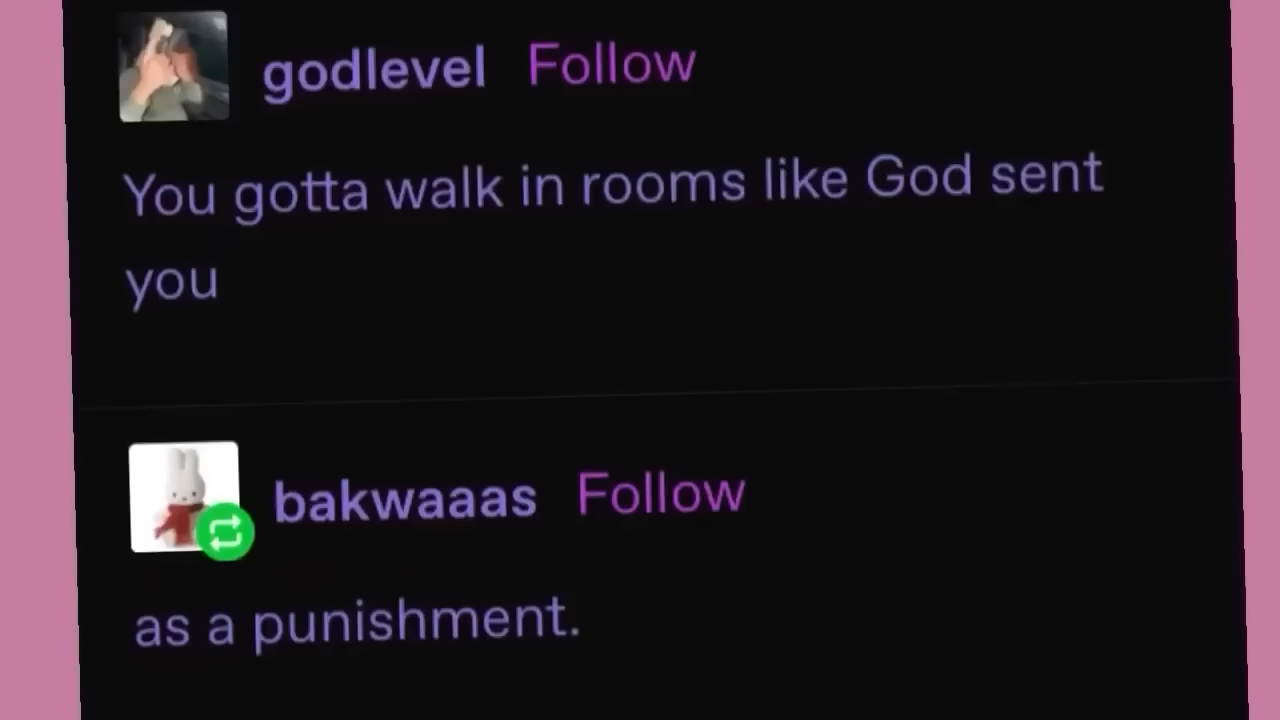 godlevel Follow
You gotta walk in rooms like God sent
you
bakwaaas Follow
as a punishment.